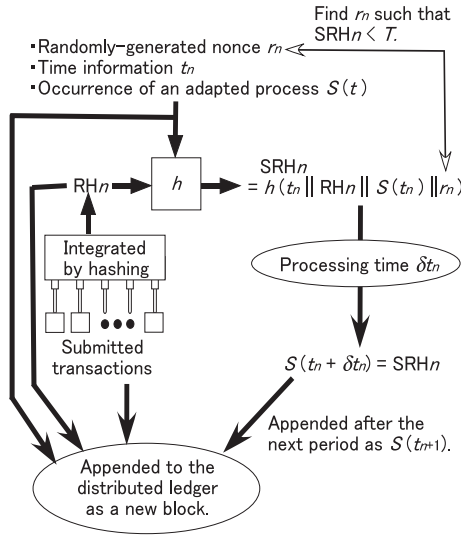 Find rn such that
SRHn < T.
・Randomly-generated nonce rn
・Time information tn
・Occurrence of an adapted process S(t)
SRHn
RHn
h
= h(tn || RHn || S(tn) || rn)
Integrated
by hashing
Processing time δtn
Submitted
transactions
S(tn + δtn) = SRHn
Appended after the
next period as S(tn+1).
Appended to the
distributed ledger
as a new block.